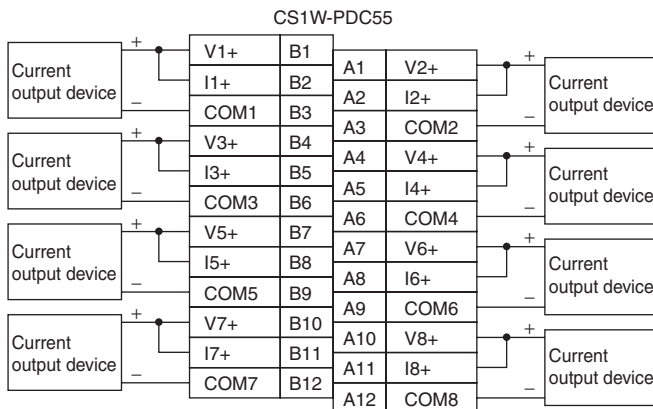 CS1W-PDC55
Current
output device
+
−
V1+ B1
I1+ B2
COM1 B3
Current
output device
+
−
V3+ B4
I3+ B5
COM3 B6
Current
output device
+
−
V5+ B7
I5+ B8
COM5 B9
Current
output device
+
−
V7+ B10
I7+ B11
COM7 B12
A1 V2+
A2 I2+
A3 COM2
+
−
Current
output device
A4 V4+
A5 I4+
A6 COM4
+
−
Current
output device
A7 V6+
A8 I6+
A9 COM6
+
−
Current
output device
A10 V8+
A11 I8+
A12 COM8
+
−
Current
output device